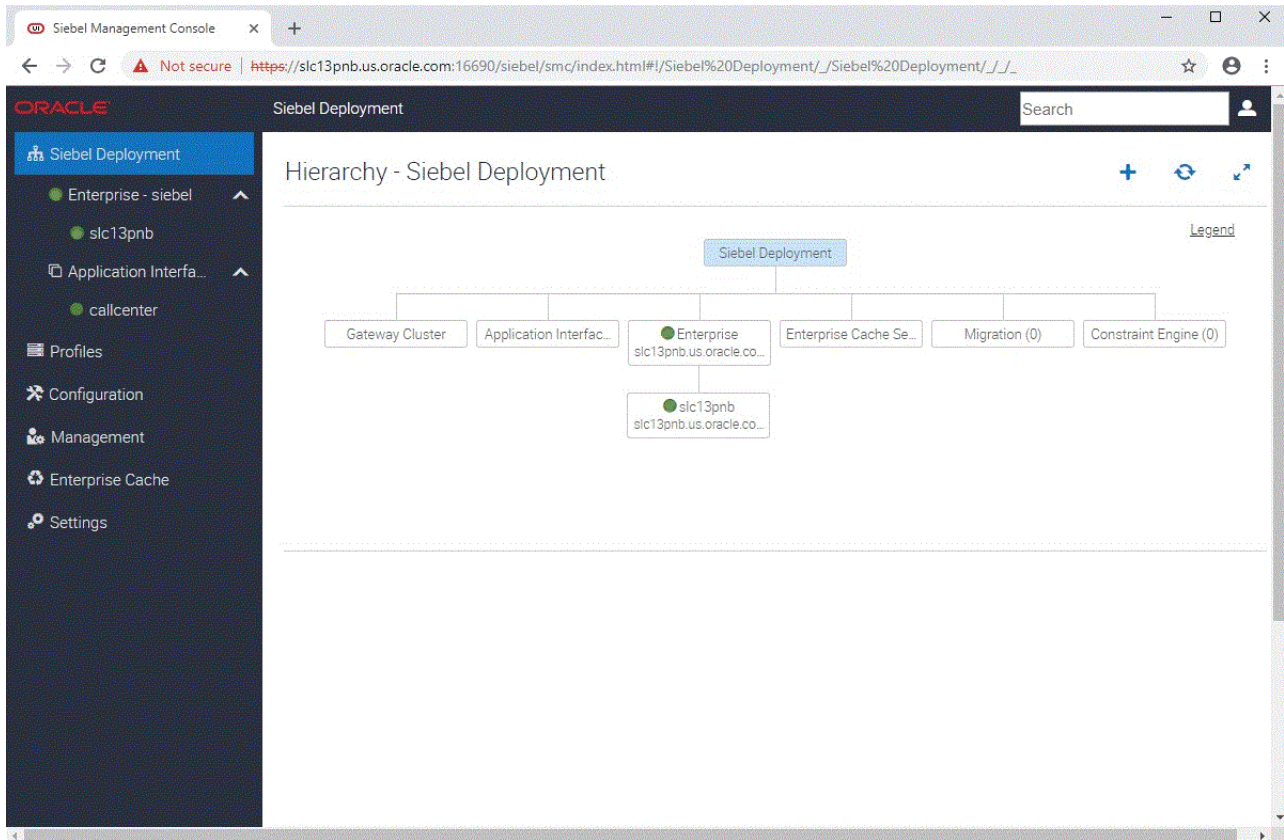 Siebel Management Console
Not secure | https://slc13pnb.us.oracle.com:16690/siebel/smc/index.html#!/Siebel%20Deployment/_/Siebel%20Deployment/_/_/_
ORACLE
Siebel Deployment
Search
Siebel Deployment
Enterprise - siebel
slc13pnb
Application Interfa...
callcenter
Profiles
Configuration
Management
Enterprise Cache
Settings
Hierarchy - Siebel Deployment
Legend
Siebel Deployment
Gateway Cluster
Application Interfac...
Enterprise
slc13pnb.us.oracle.co...
Enterprise Cache Se...
Migration (0)
Constraint Engine (0)
slc13pnb
slc13pnb.us.oracle.co...